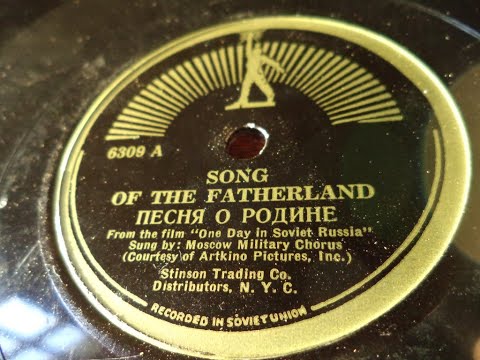 6309 A
SONG
OF THE FATHERLAND
ПЕСНЯ О РОДИНЕ
From the film "One Day in Soviet Russia"
Sung by: Moscow Military Chorus
(Courtesy of Artkino Pictures, Inc.)
Stinson Trading Co.
Distributors, N. Y. C.
RECORDED IN SOVIET UNION